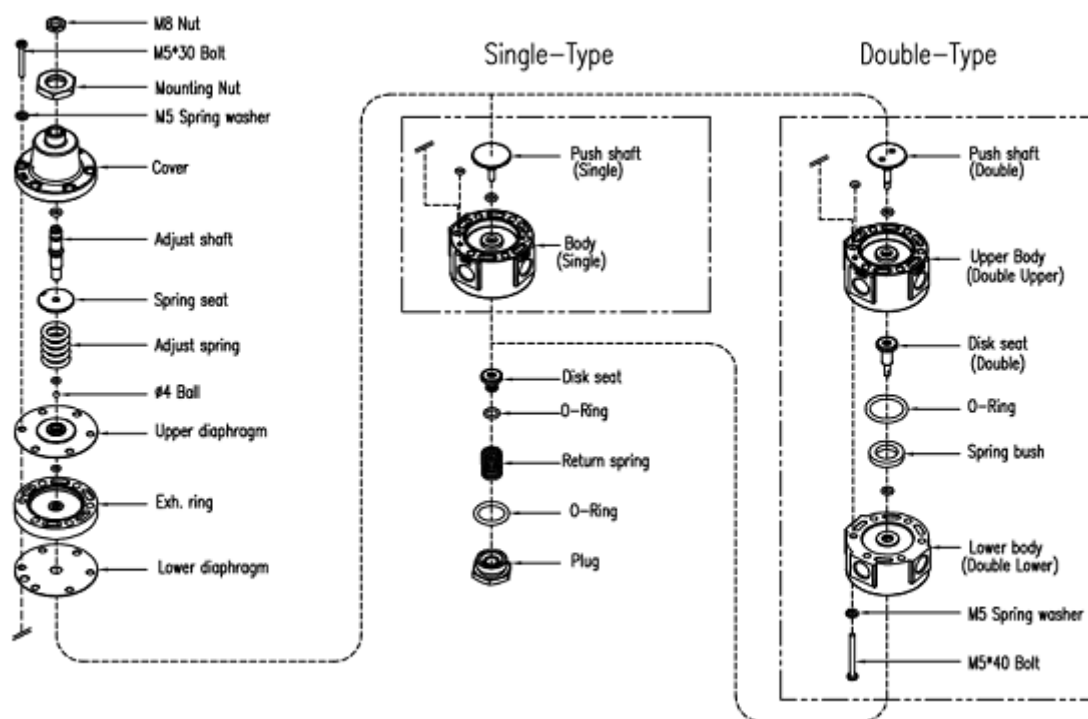 M8 Nut
M5*30 Bolt
Mounting Nut
M5 Spring washer
Cover
Adjust shaft
Spring seat
Adjust spring
ø4 Ball
Upper diaphragm
Exh. ring
Lower diaphragm
Single-Type
Push shaft
(Single)
Body
(Single)
Disk seat
O-Ring
Return spring
O-Ring
Plug
Double-Type
Push shaft
(Double)
Upper Body
(Double Upper)
Disk seat
(Double)
O-Ring
Spring bush
Lower body
(Double Lower)
M5 Spring washer
M5*40 Bolt